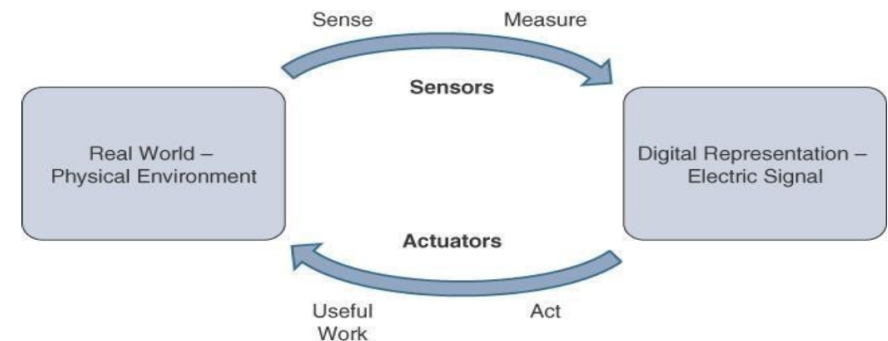 Sense
Measure
Sensors
Real World –
Physical Environment
Digital Representation –
Electric Signal
Actuators
Useful
Work
Act